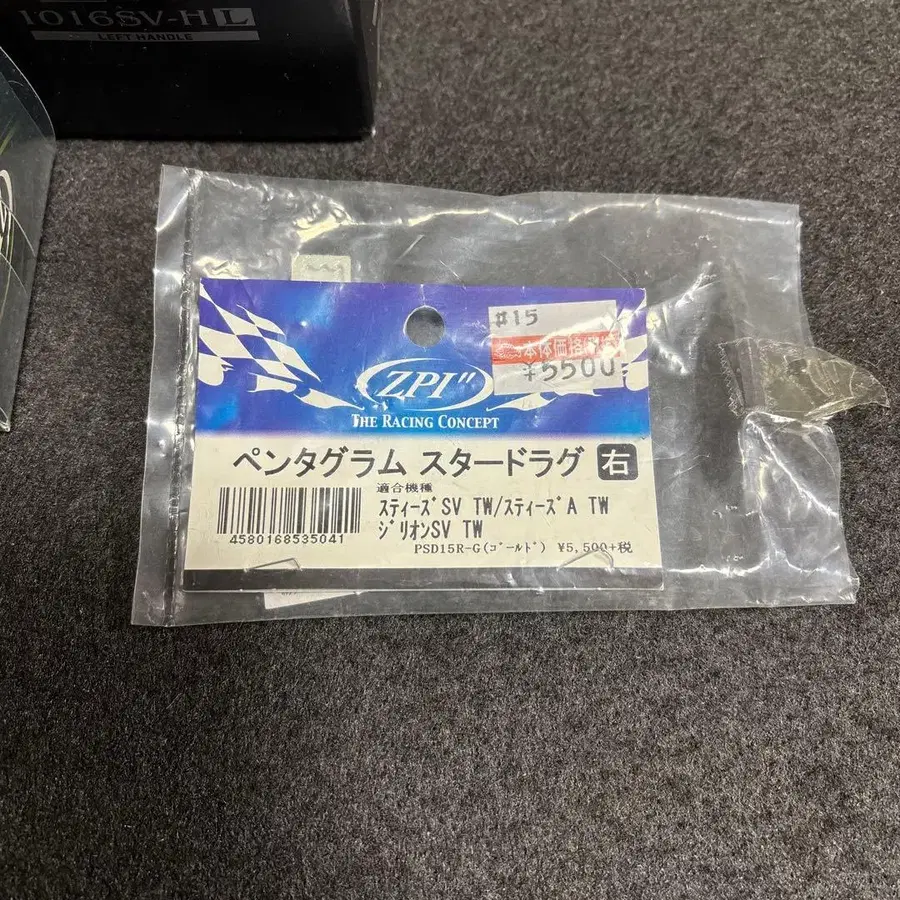 1016SV-H L
LEFT HANDLE
#15
本体価格
¥5500
ZPI"
THE RACING CONCEPT
ペンタグラム スタードラグ 右
適合機種
スティーズSV TW/スティーズA TW
ジリオンSV TW
4580168535041
PSD15R-G(ゴールド) ¥5,500+税